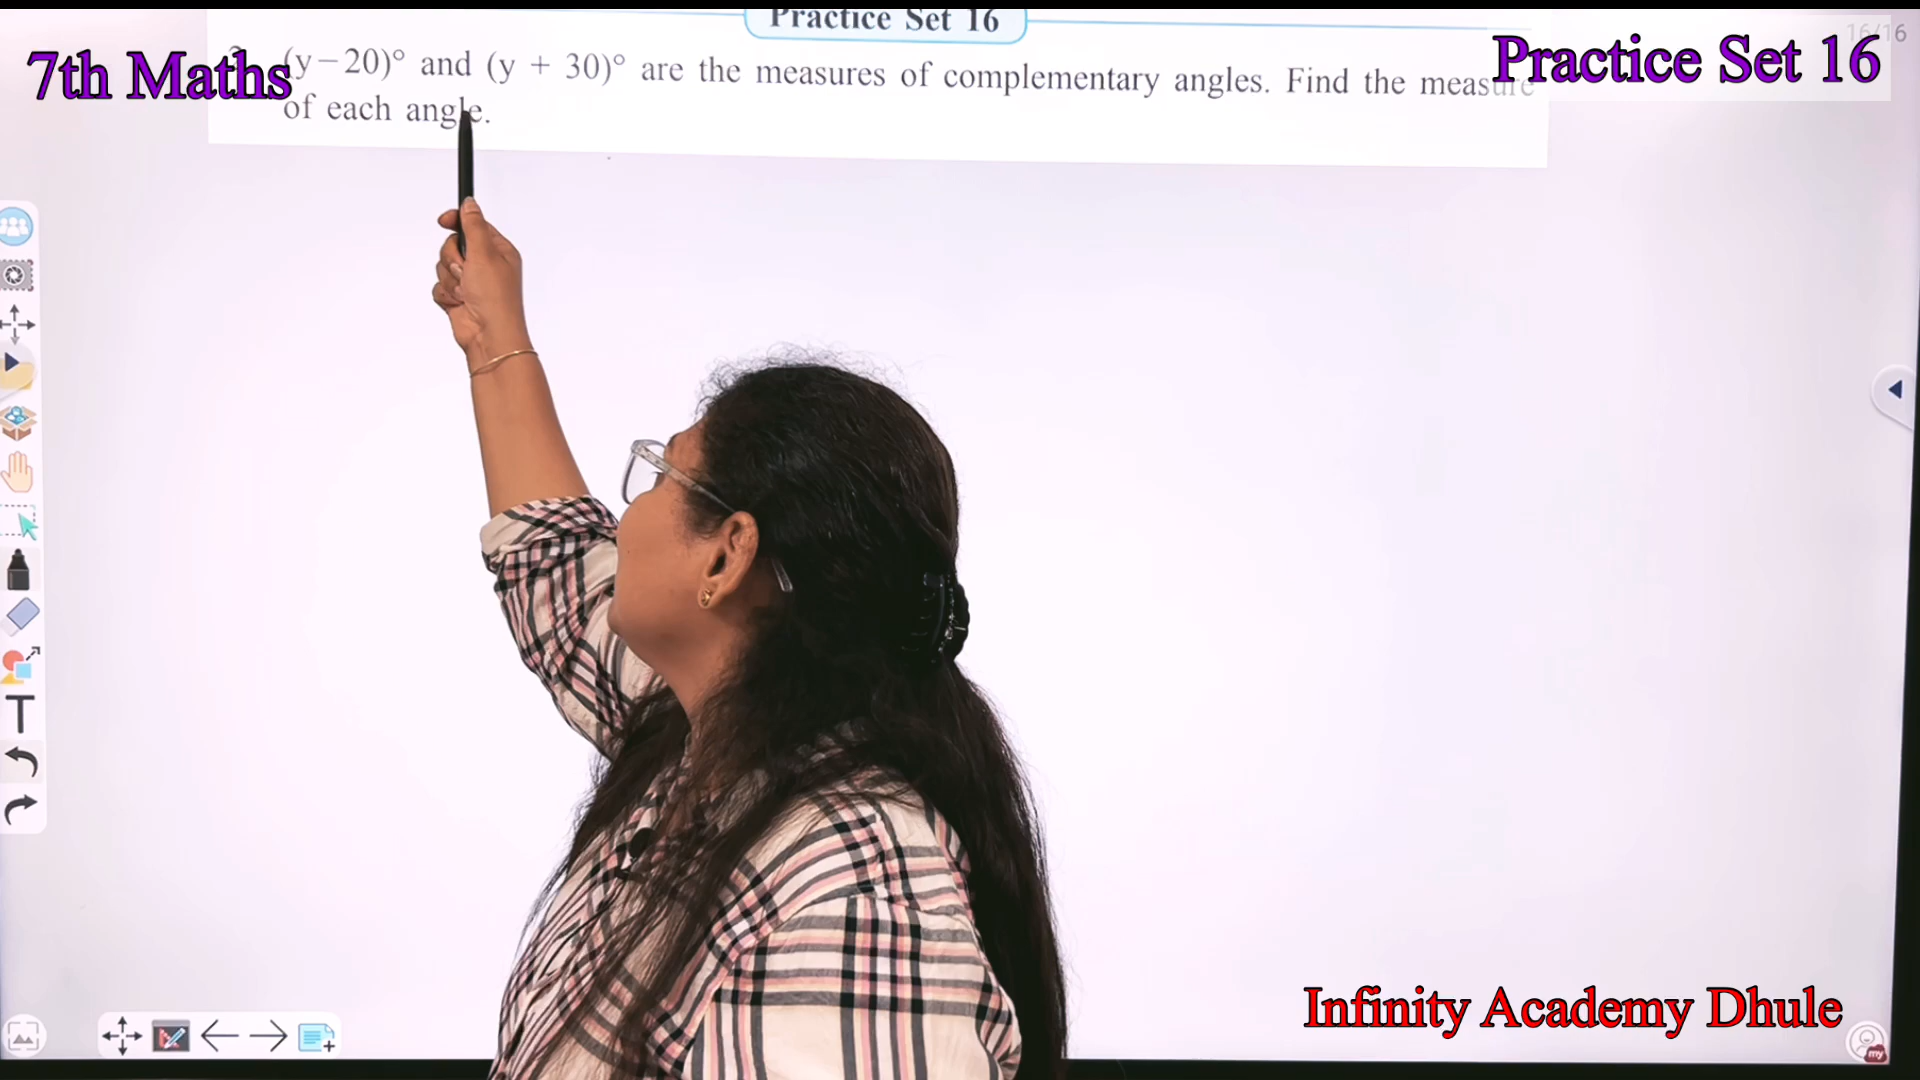 Practice Set 16
16/16
7th Maths
Practice Set 16
(y−20)° and (y + 30)° are the measures of complementary angles. Find the measure
of each angle.
T
my
Infinity Academy Dhule